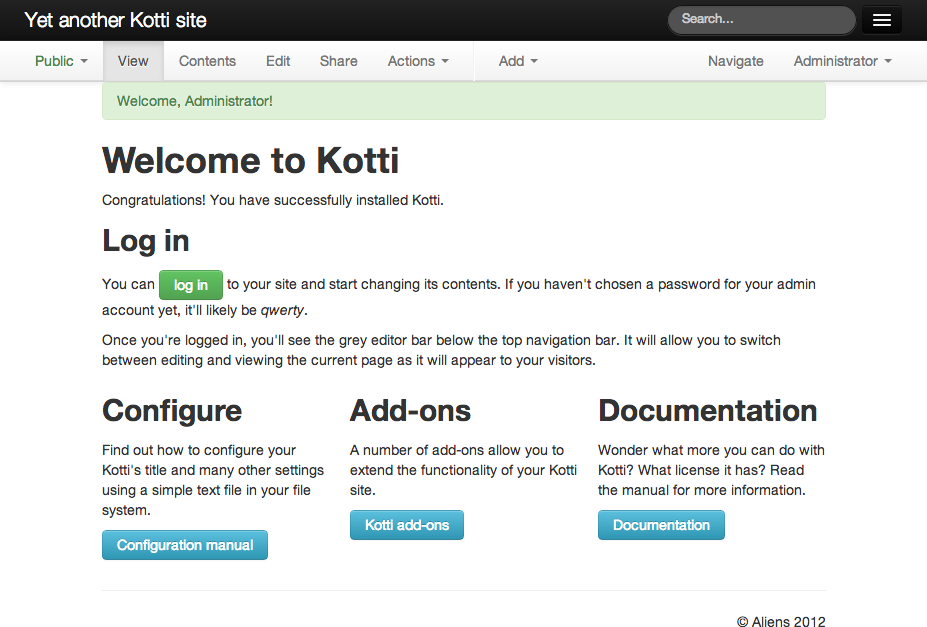 Yet another Kotti site
Search...
Public View Contents Edit Share Actions Add Navigate Administrator
Welcome, Administrator!
Welcome to Kotti
Congratulations! You have successfully installed Kotti.
Log in
You can log in to your site and start changing its contents. If you haven't chosen a password for your admin
account yet, it'll likely be qwerty.
Once you're logged in, you'll see the grey editor bar below the top navigation bar. It will allow you to switch
between editing and viewing the current page as it will appear to your visitors.
Configure
Find out how to configure your
Kotti's title and many other settings
using a simple text file in your file
system.
Configuration manual
Add-ons
A number of add-ons allow you to
extend the functionality of your Kotti
site.
Kotti add-ons
Documentation
Wonder what more you can do with
Kotti? What license it has? Read
the manual for more information.
Documentation
© Aliens 2012